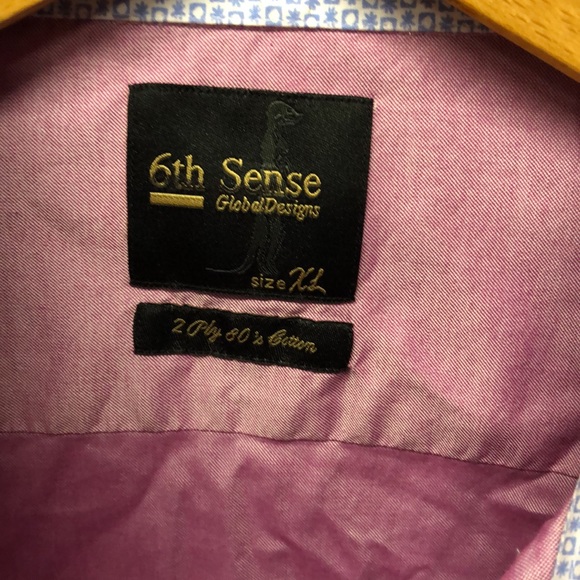 6th Sense
GlobalDesigns
size XL
2 Ply 80's Cotton